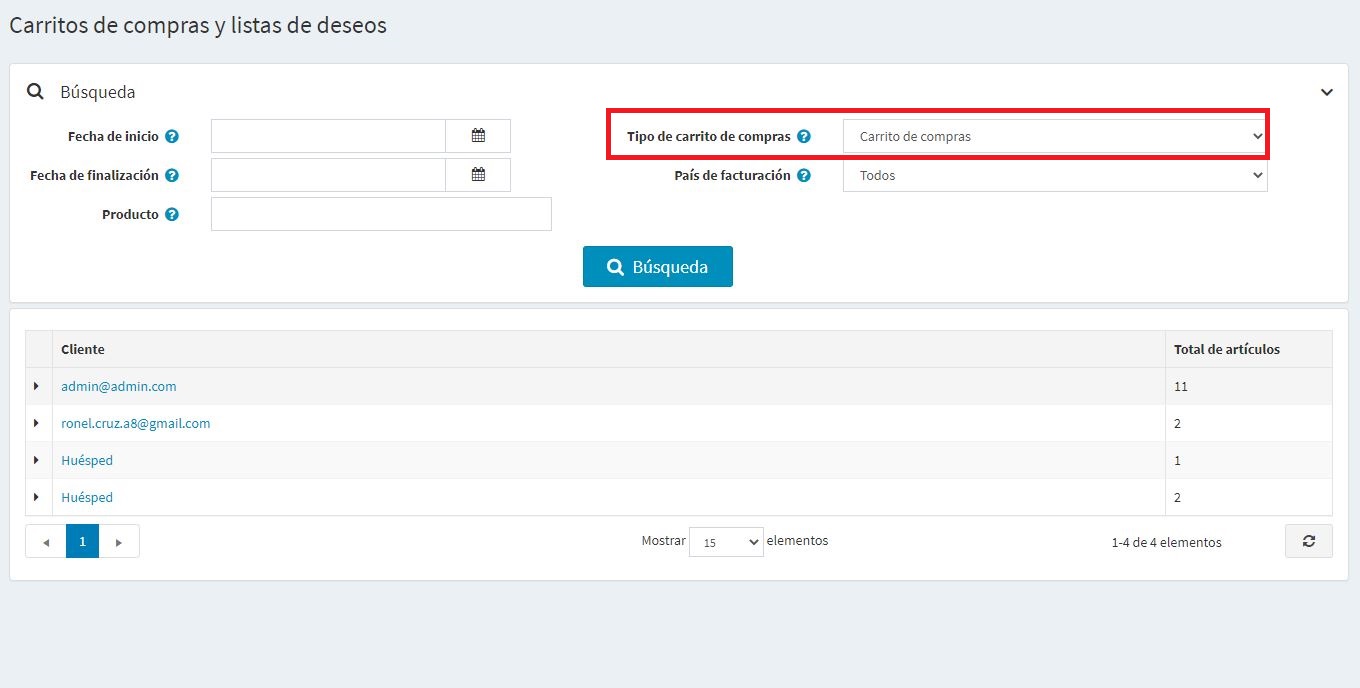 Carritos de compras y listas de deseos
Búsqueda
Fecha de inicio ?
Tipo de carrito de compras ? Carrito de compras
Fecha de finalización ?
País de facturación ? Todos
Producto ?
Búsqueda
Cliente Total de artículos
admin@admin.com 11
ronel.cruz.a8@gmail.com 2
Huésped 1
Huésped 2
1 Mostrar 15 elementos 1-4 de 4 elementos